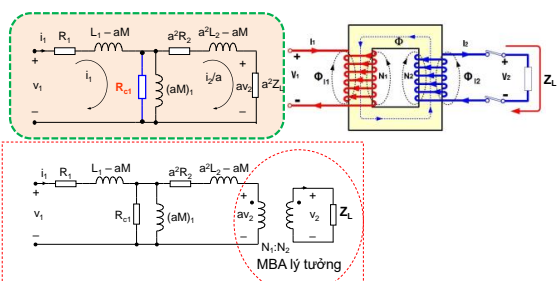 i₁ R₁ L₁ – aM a²R₂ a²L₂ – aM
+ v₁ – i₁ Rc1 (aM)₁ i₂/a + av₂ – a²ZL
I₁ Φ I₂
+ V₁ - Φl1 N₁ N₂ Φl2 + V₂ - ZL
i₁ R₁ L₁ – aM a²R₂ a²L₂ – aM
+ v₁ – Rc1 (aM)₁ + av₂ – + v₂ – ZL
N₁:N₂
MBA lý tưởng